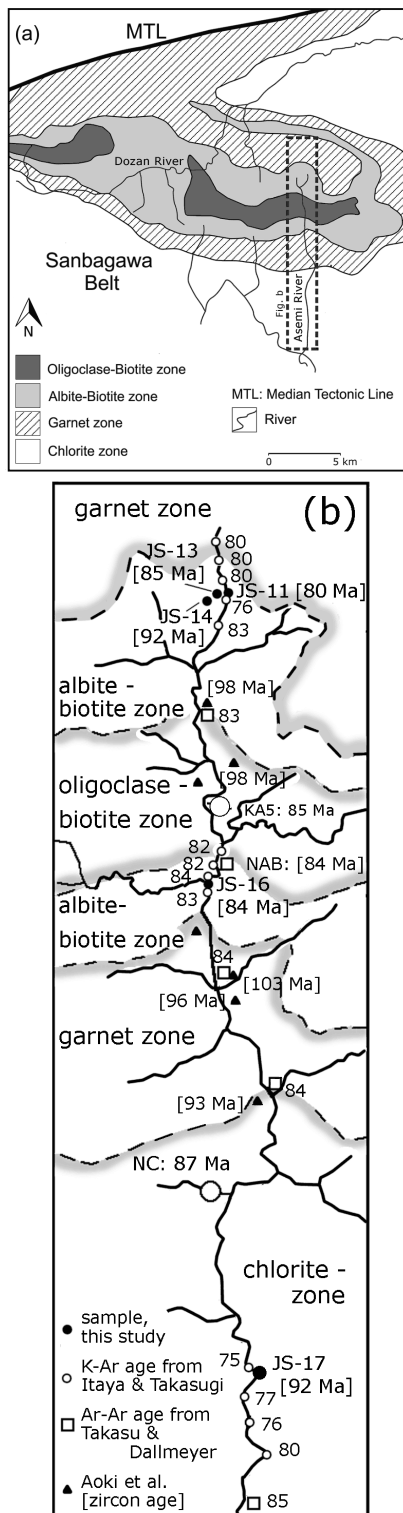 (a)
MTL
Dozan River
Sanbagawa
Belt
Fig. b
Asemi River
N
Oligoclase-Biotite zone
Albite-Biotite zone
Garnet zone
Chlorite zone
MTL: Median Tectonic Line
River
0 5 km
(b)
garnet zone
80
JS-13
[85 Ma]
80
80
JS-11 [80 Ma]
76
JS-14
[92 Ma]
83
albite -
biotite zone
[98 Ma]
83
[98 Ma]
oligoclase -
biotite zone
KA5: 85 Ma
82
82
NAB: [84 Ma]
84
JS-16
[84 Ma]
83
albite-
biotite zone
84
[103 Ma]
[96 Ma]
garnet zone
84
[93 Ma]
NC: 87 Ma
chlorite -
zone
75
JS-17
[92 Ma]
77
76
80
85
sample,
this study
K-Ar age from
Itaya & Takasugi
Ar-Ar age from
Takasu &
Dallmeyer
Aoki et al.
[zircon age]